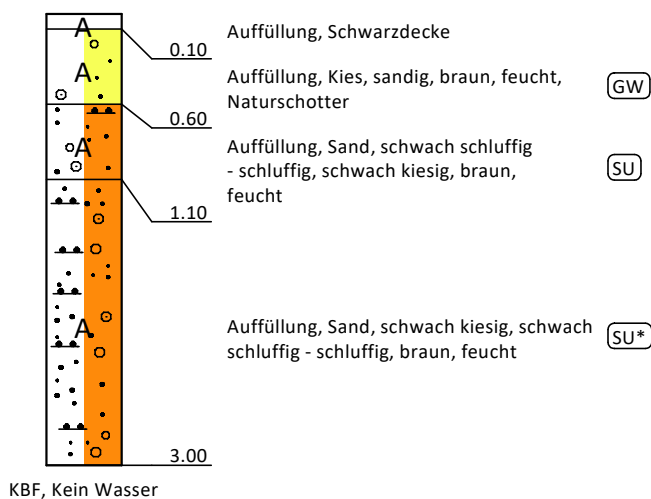 A
0.10
Auffüllung, Schwarzdecke
A
Auffüllung, Kies, sandig, braun, feucht,
Naturschotter
GW
0.60
A
Auffüllung, Sand, schwach schluffig
- schluffig, schwach kiesig, braun,
feucht
SU
1.10
A
Auffüllung, Sand, schwach kiesig, schwach
schluffig - schluffig, braun, feucht
SU*
3.00
KBF, Kein Wasser